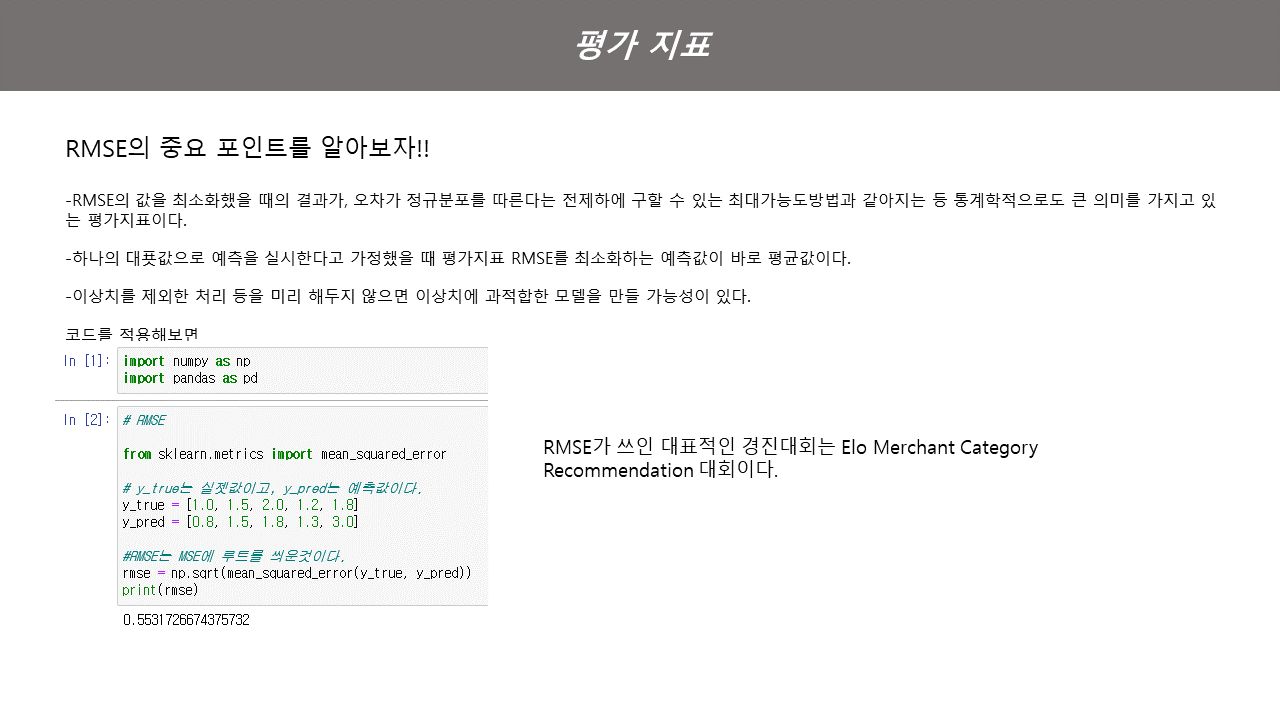 평가 지표
RMSE의 중요 포인트를 알아보자!!
-RMSE의 값을 최소화했을 때의 결과가, 오차가 정규분포를 따른다는 전제하에 구할 수 있는 최대가능도방법과 같아지는 등 통계학적으로도 큰 의미를 가지고 있
는 평가지표이다.
-하나의 대푯값으로 예측을 실시한다고 가정했을 때 평가지표 RMSE를 최소화하는 예측값이 바로 평균값이다.
-이상치를 제외한 처리 등을 미리 해두지 않으면 이상치에 과적합한 모델을 만들 가능성이 있다.
코드를 적용해보면
In [1]: import numpy as np
import pandas as pd
In [2]: # RMSE
from sklearn.metrics import mean_squared_error
# y_true는 실젯값이고, y_pred는 예측값이다.
y_true = [1.0, 1.5, 2.0, 1.2, 1.8]
y_pred = [0.8, 1.5, 1.8, 1.3, 3.0]
#RMSE는 MSE에 루트를 씌운것이다.
rmse = np.sqrt(mean_squared_error(y_true, y_pred))
print(rmse)
0.5531726674375732
RMSE가 쓰인 대표적인 경진대회는 Elo Merchant Category
Recommendation 대회이다.